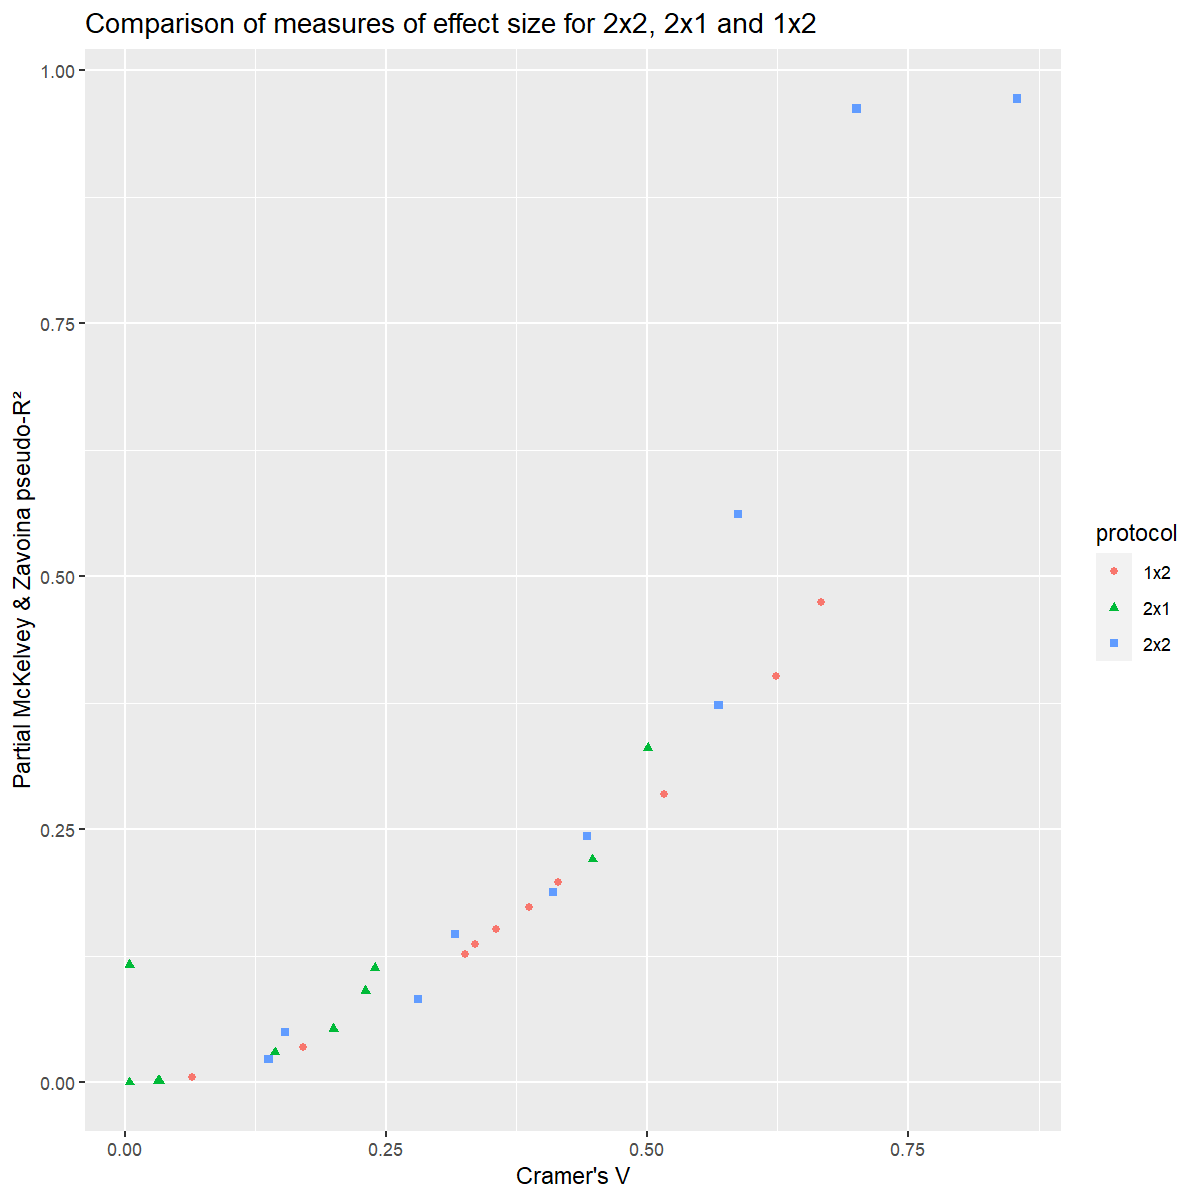 Comparison of measures of effect size for 2x2, 2x1 and 1x2
Partial McKelvey & Zavoina pseudo-R²
1.00
0.75
0.50
0.25
0.00
0.00
0.25
0.50
0.75
Cramer's V
protocol
1x2
2x1
2x2